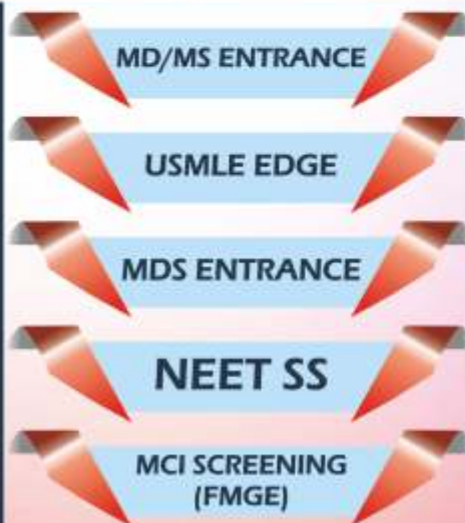 MD/MS ENTRANCE
USMLE EDGE
MDS ENTRANCE
NEET SS
MCI SCREENING
(FMGE)